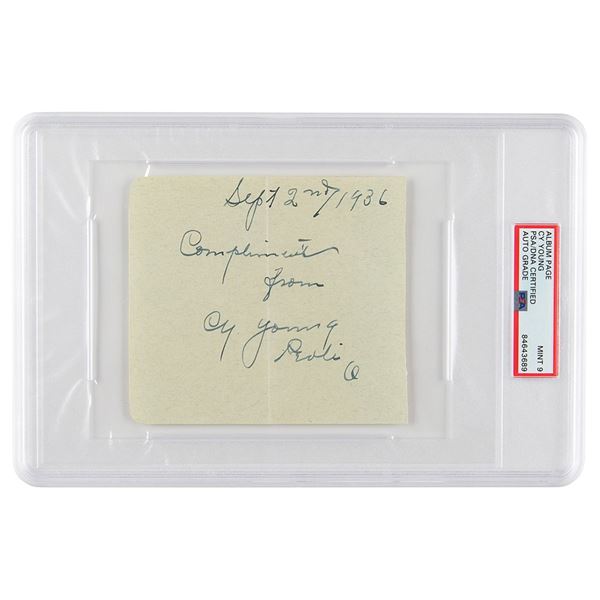 Sept 2nd/1936
Compliments
from
Cy Young
Peoli
O
ALBUM PAGE
CY YOUNG
PSA/DNA CERTIFIED
AUTO GRADE
MINT 9
84643689
PSA